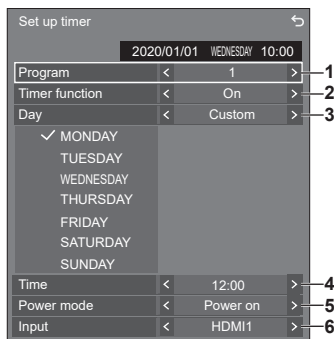 Set up timer
2020/01/01 WEDNESDAY 10:00
Program < 1 > 1
Timer function < On > 2
Day < Custom > 3
✓ MONDAY
TUESDAY
WEDNESDAY
THURSDAY
FRIDAY
SATURDAY
SUNDAY
Time < 12:00 > 4
Power mode < Power on > 5
Input < HDMI1 > 6